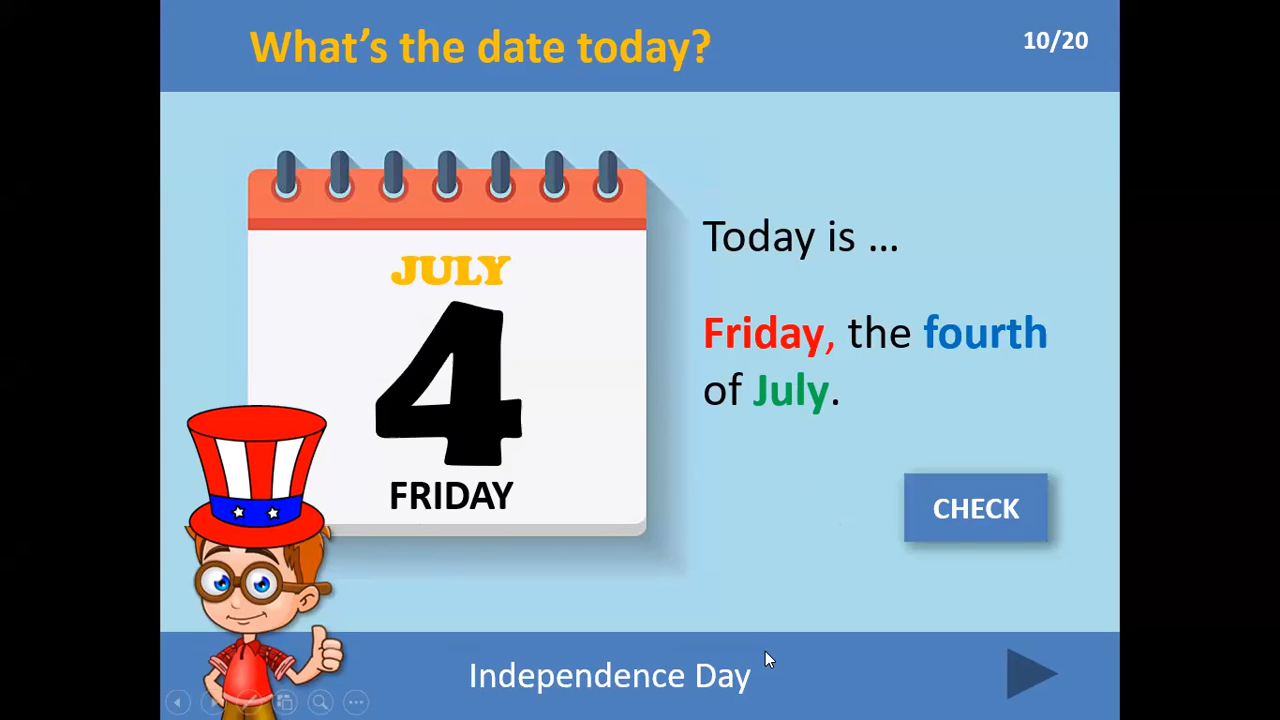 What's the date today?
10/20
JULY
4
FRIDAY
Today is ...
Friday, the fourth
of July.
CHECK
Independence Day